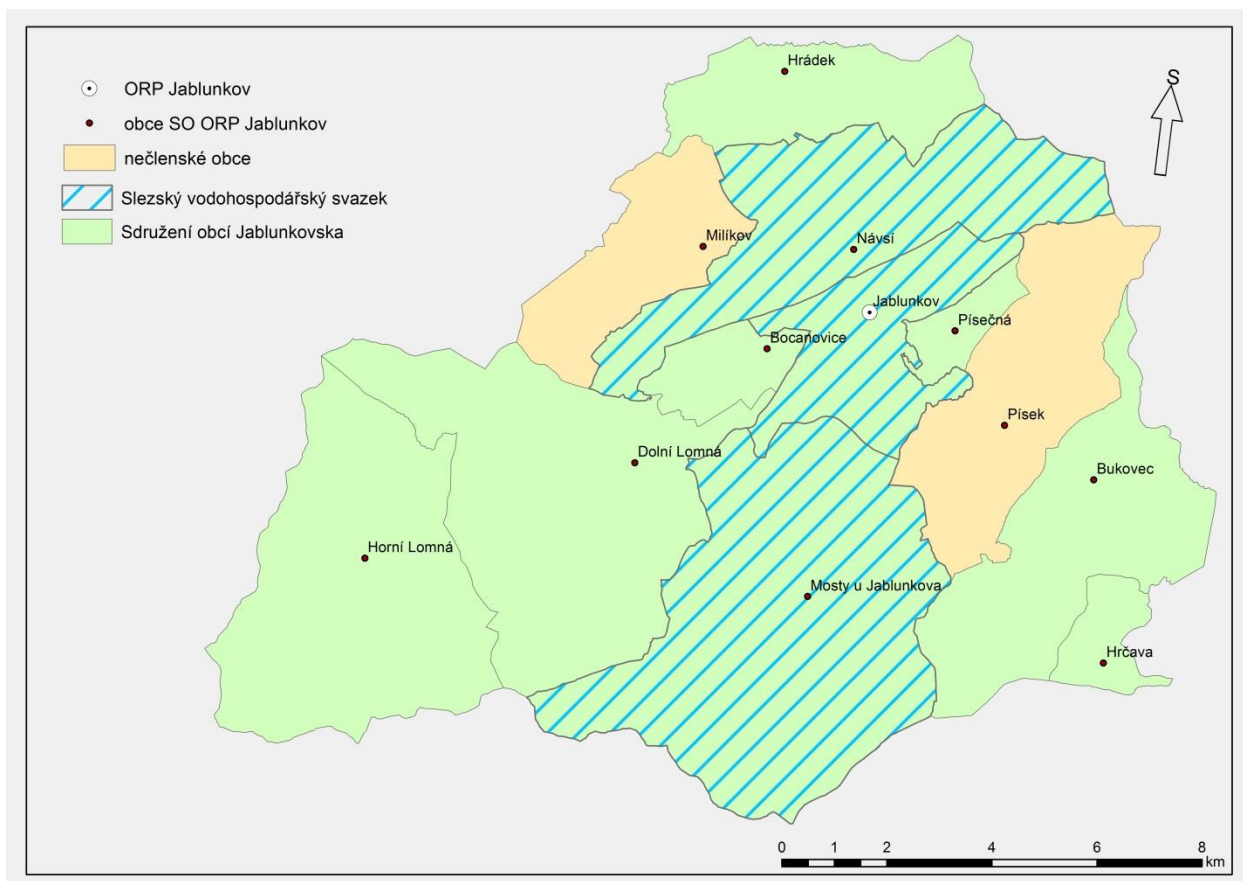 ORP Jablunkov
obce SO ORP Jablunkov
nečlenské obce
Slezský vodohospodářský svazek
Sdružení obcí Jablunkovska
S
Hrádek
Milíkov
Návsí
Jablunkov
Písečná
Bocanovice
Písek
Dolní Lomná
Bukovec
Horní Lomná
Mosty u Jablunkova
Hrčava
0 1 2 4 6 8
km